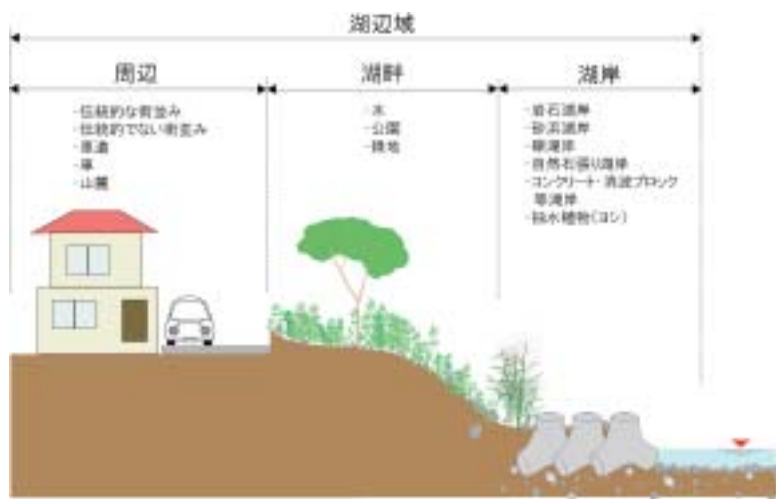 湖辺域
周辺
・伝統的な街並み
・伝統的でない街並み
・車道
・車
・山麓
湖畔
・木
・公園
・緑地
湖岸
・岩石湖岸
・砂浜湖岸
・自然石張り湖岸
・コンクリート・消波ブロック
等湖岸
・抽水植物(ヨシ)